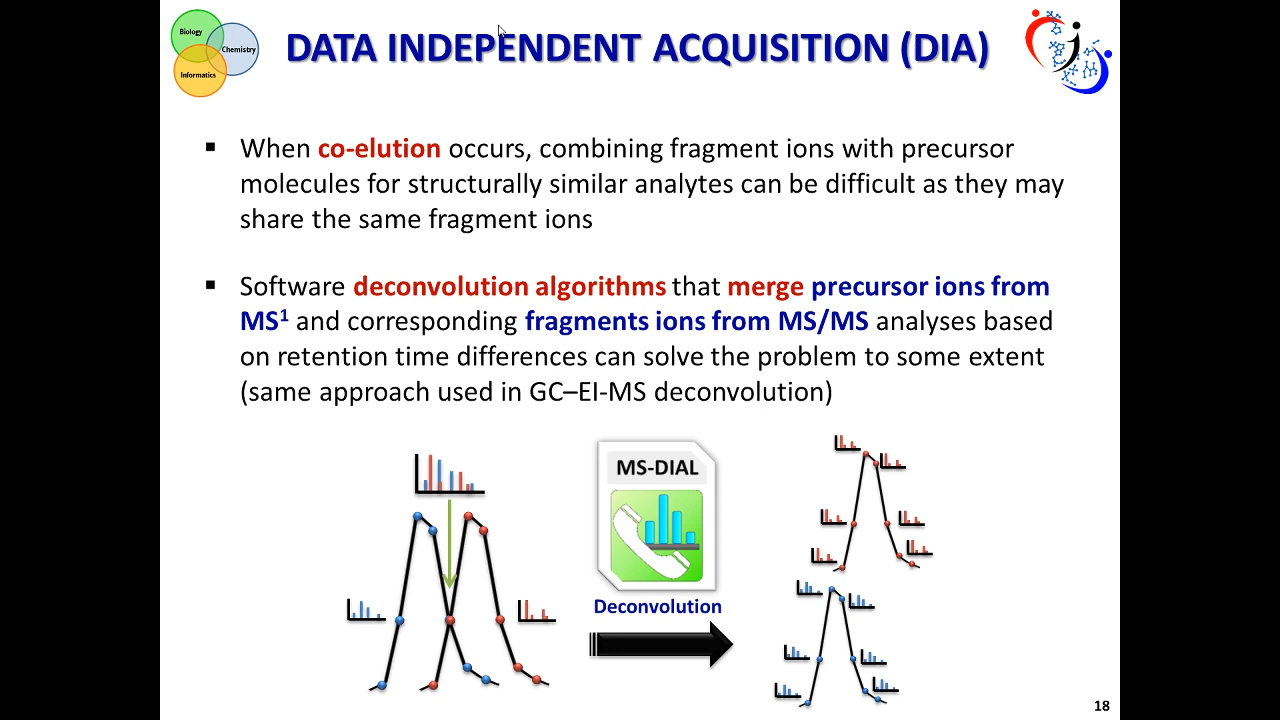 Biology
Chemistry
Informatics
DATA INDEPENDENT ACQUISITION (DIA)
▪ When co-elution occurs, combining fragment ions with precursor
molecules for structurally similar analytes can be difficult as they may
share the same fragment ions
▪ Software deconvolution algorithms that merge precursor ions from
MS¹ and corresponding fragments ions from MS/MS analyses based
on retention time differences can solve the problem to some extent
(same approach used in GC–EI-MS deconvolution)
MS-DIAL
Deconvolution
18